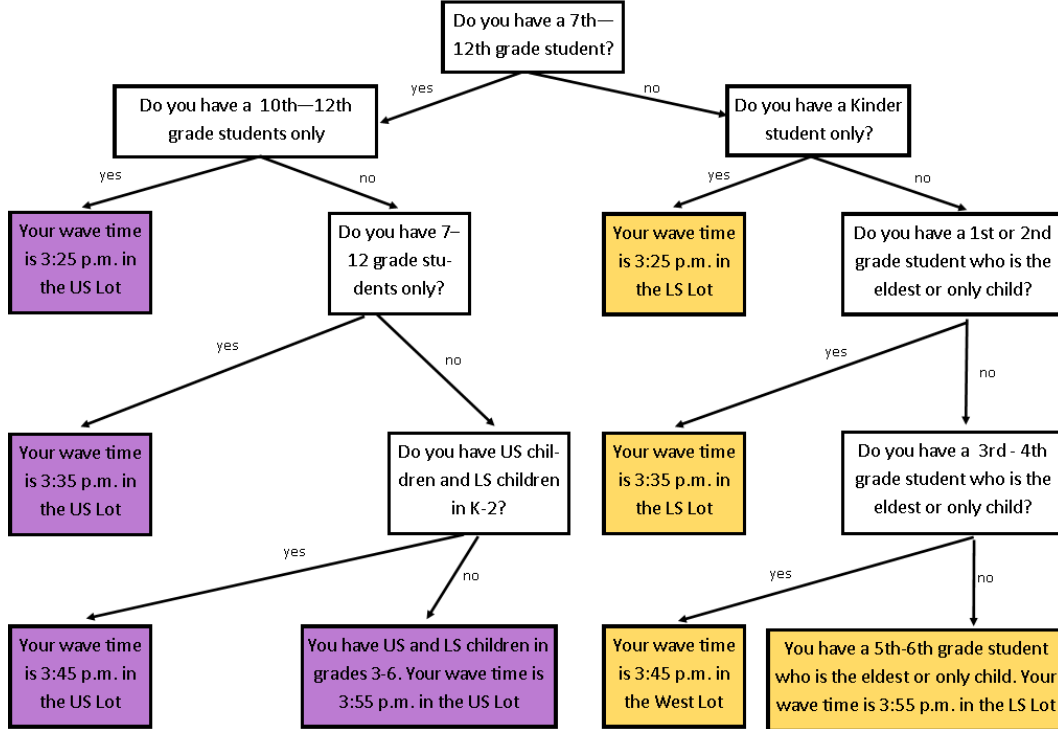 Do you have a 7th—
12th grade student?
yes
no
Do you have a  10th—12th
grade students only
Do you have a Kinder
student only?
yes
no
yes
no
Your wave time
is 3:25 p.m. in
the US Lot
Do you have 7–
12 grade stu-
dents only?
Your wave time
is 3:25 p.m. in
the LS Lot
Do you have a 1st or 2nd
grade student who is the
eldest or only child?
yes
no
yes
no
Your wave time
is 3:35 p.m. in
the US Lot
Do you have US chil-
dren and LS children
in K-2?
Your wave time
is 3:35 p.m. in
the LS Lot
Do you have a  3rd - 4th
grade student who is the
eldest or only child?
yes
no
yes
no
Your wave time
is 3:45 p.m. in
the US Lot
You have US and LS children in
grades 3-6. Your wave time is
3:55 p.m. in the US Lot
Your wave time
is 3:45 p.m. in
the West Lot
You have a 5th-6th grade student
who is the eldest or only child. Your
wave time is 3:55 p.m. in the LS Lot